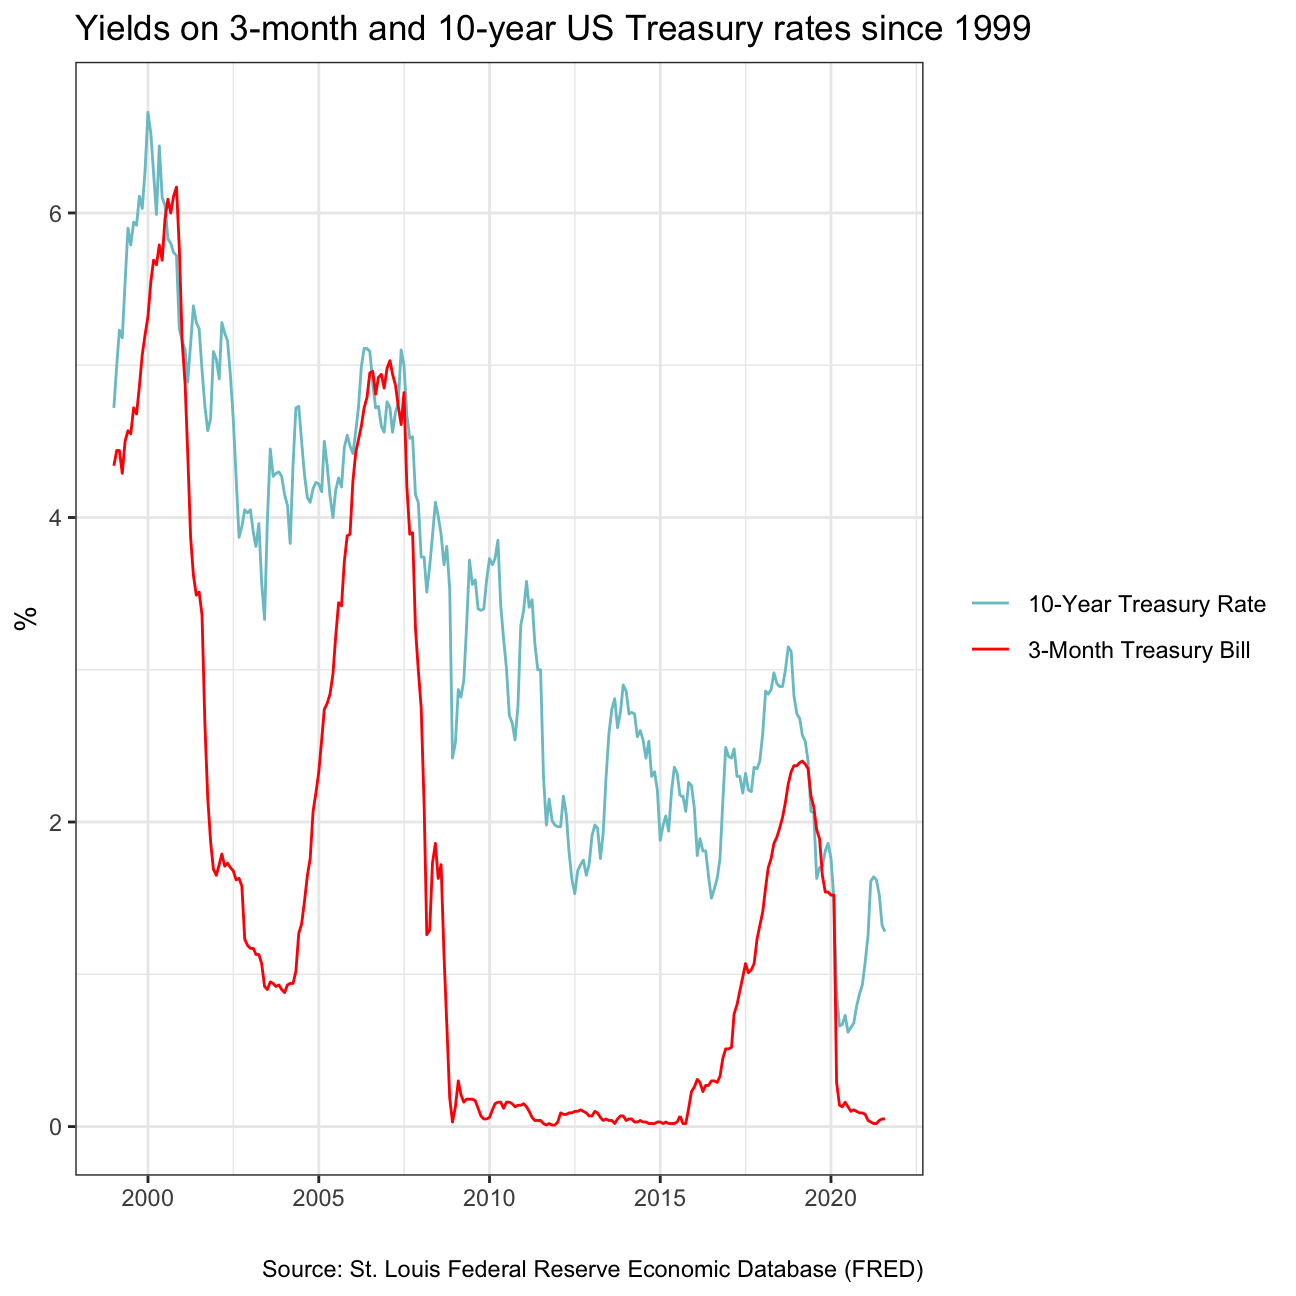 Yields on 3-month and 10-year US Treasury rates since 1999
6
4
2
0
%
2000
2005
2010
2015
2020
10-Year Treasury Rate
3-Month Treasury Bill
Source: St. Louis Federal Reserve Economic Database (FRED)